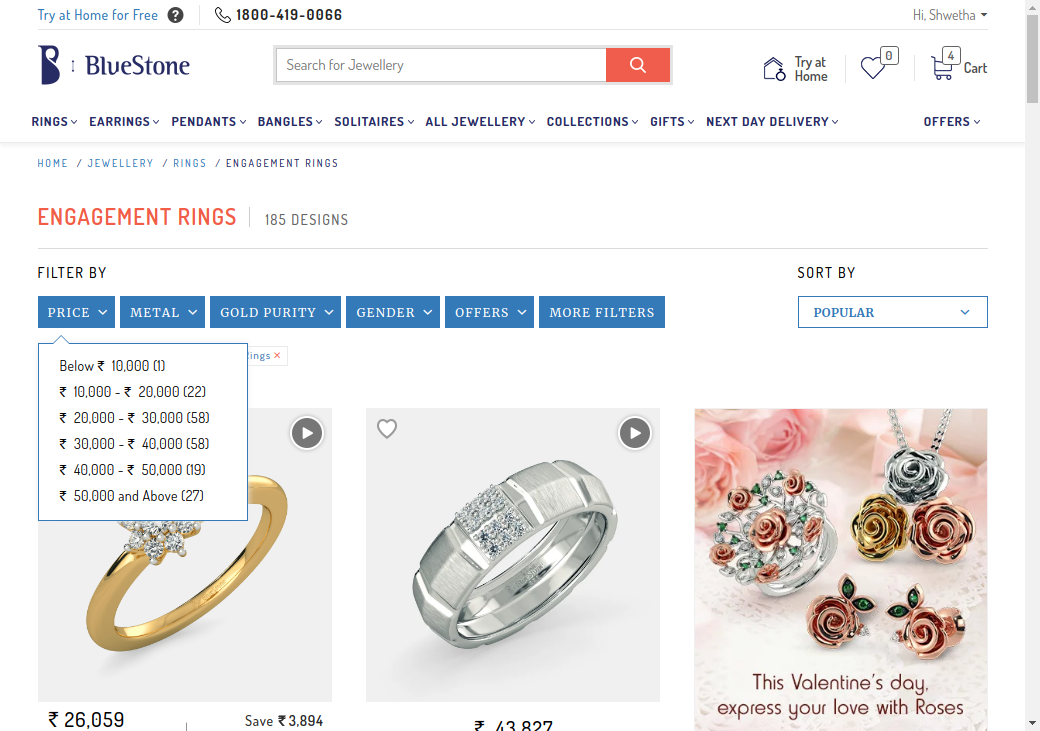 Try at Home for Free ? 1800-419-0066 Hi, Shwetha
BlueStone
Search for Jewellery
Try at
Home
0
4
Cart
RINGS EARRINGS PENDANTS BANGLES SOLITAIRES ALL JEWELLERY COLLECTIONS GIFTS NEXT DAY DELIVERY OFFERS
HOME / JEWELLERY / RINGS / ENGAGEMENT RINGS
ENGAGEMENT RINGS 185 DESIGNS
FILTER BY SORT BY
PRICE METAL GOLD PURITY GENDER OFFERS MORE FILTERS POPULAR
ings ×
Below ₹ 10,000 (1)
₹ 10,000 - ₹ 20,000 (22)
₹ 20,000 - ₹ 30,000 (58)
₹ 30,000 - ₹ 40,000 (58)
₹ 40,000 - ₹ 50,000 (19)
₹ 50,000 and Above (27)
This Valentine's day,
express your love with Roses
₹ 26,059 Save ₹ 3,894
₹ 43,827